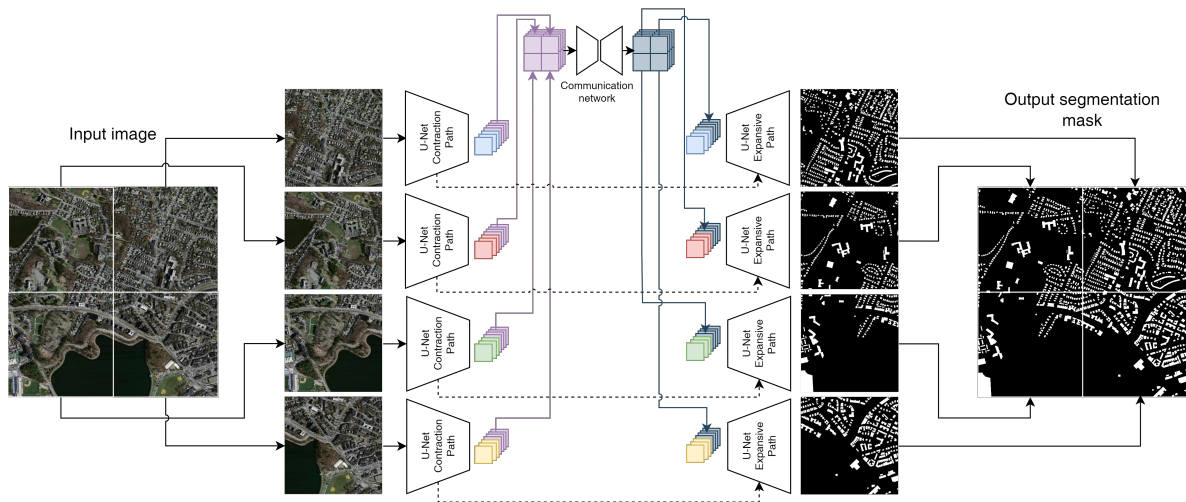 Communication
network
Input image
Output segmentation
mask
U-Net
Contraction
Path
U-Net
Expansive
Path
U-Net
Contraction
Path
U-Net
Expansive
Path
U-Net
Contraction
Path
U-Net
Expansive
Path
U-Net
Contraction
Path
U-Net
Expansive
Path